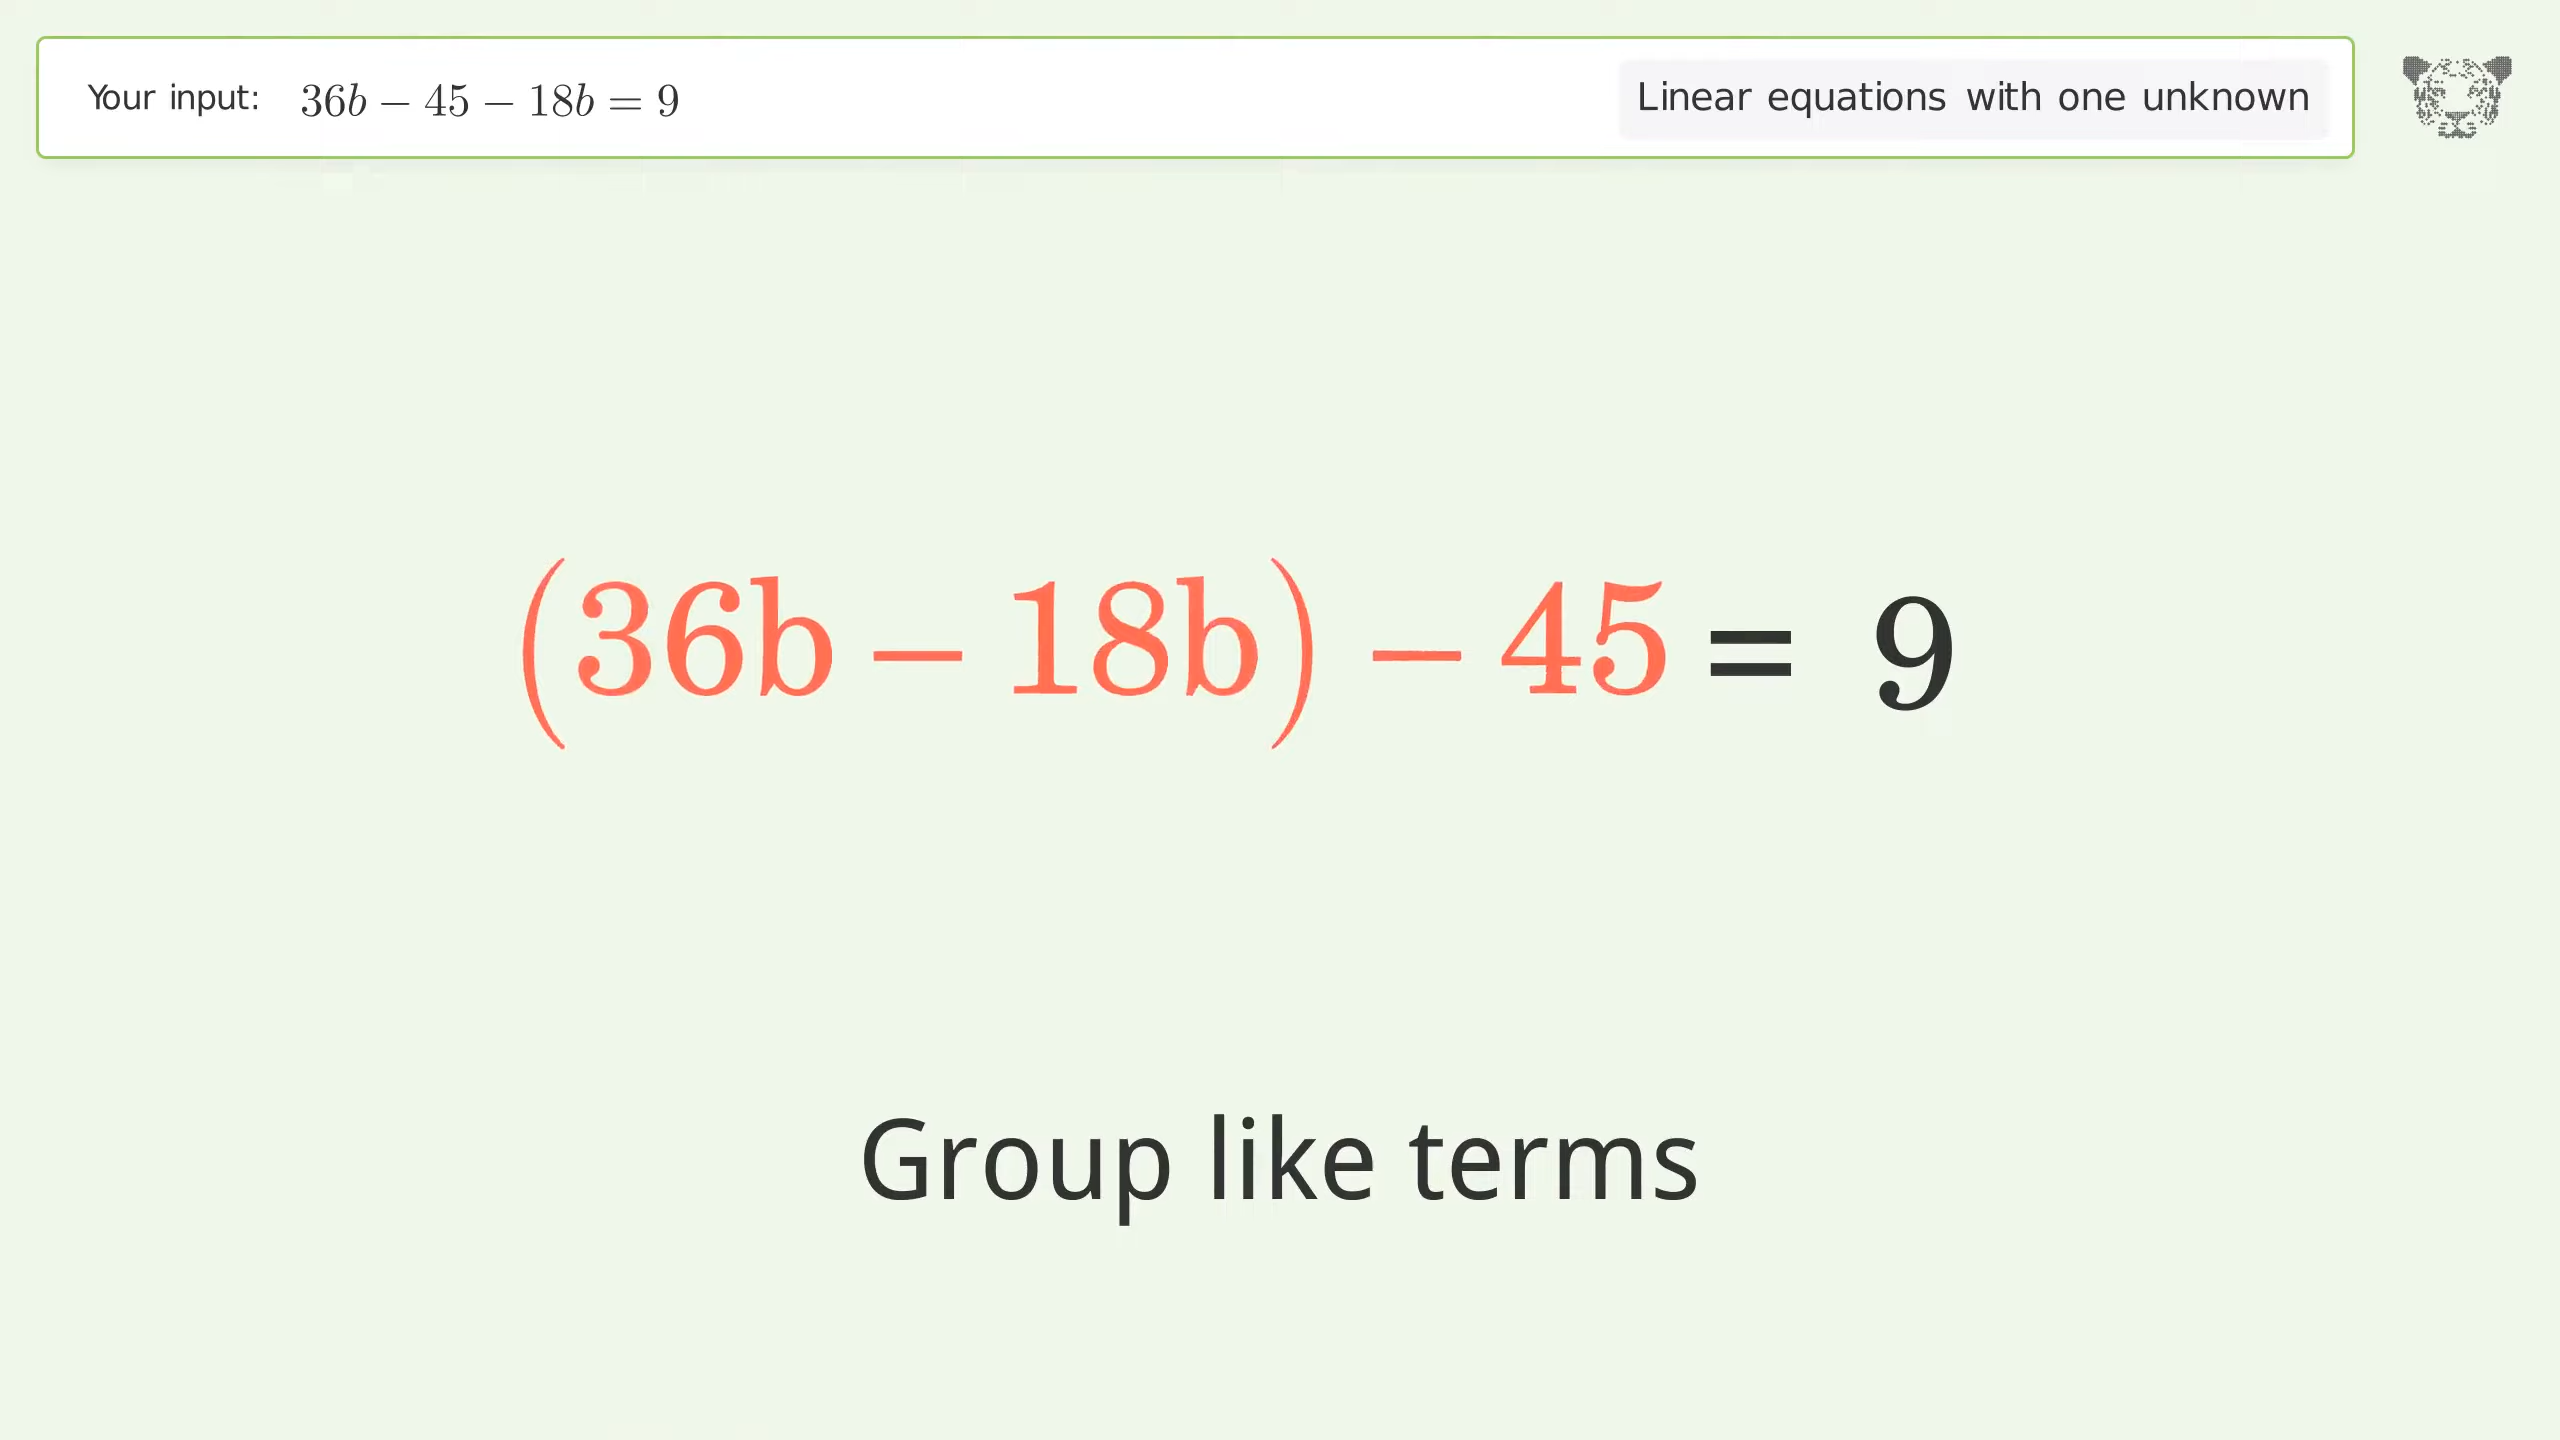 Your input: 36b − 45 − 18b = 9
Linear equations with one unknown
(36b − 18b) − 45 = 9
Group like terms